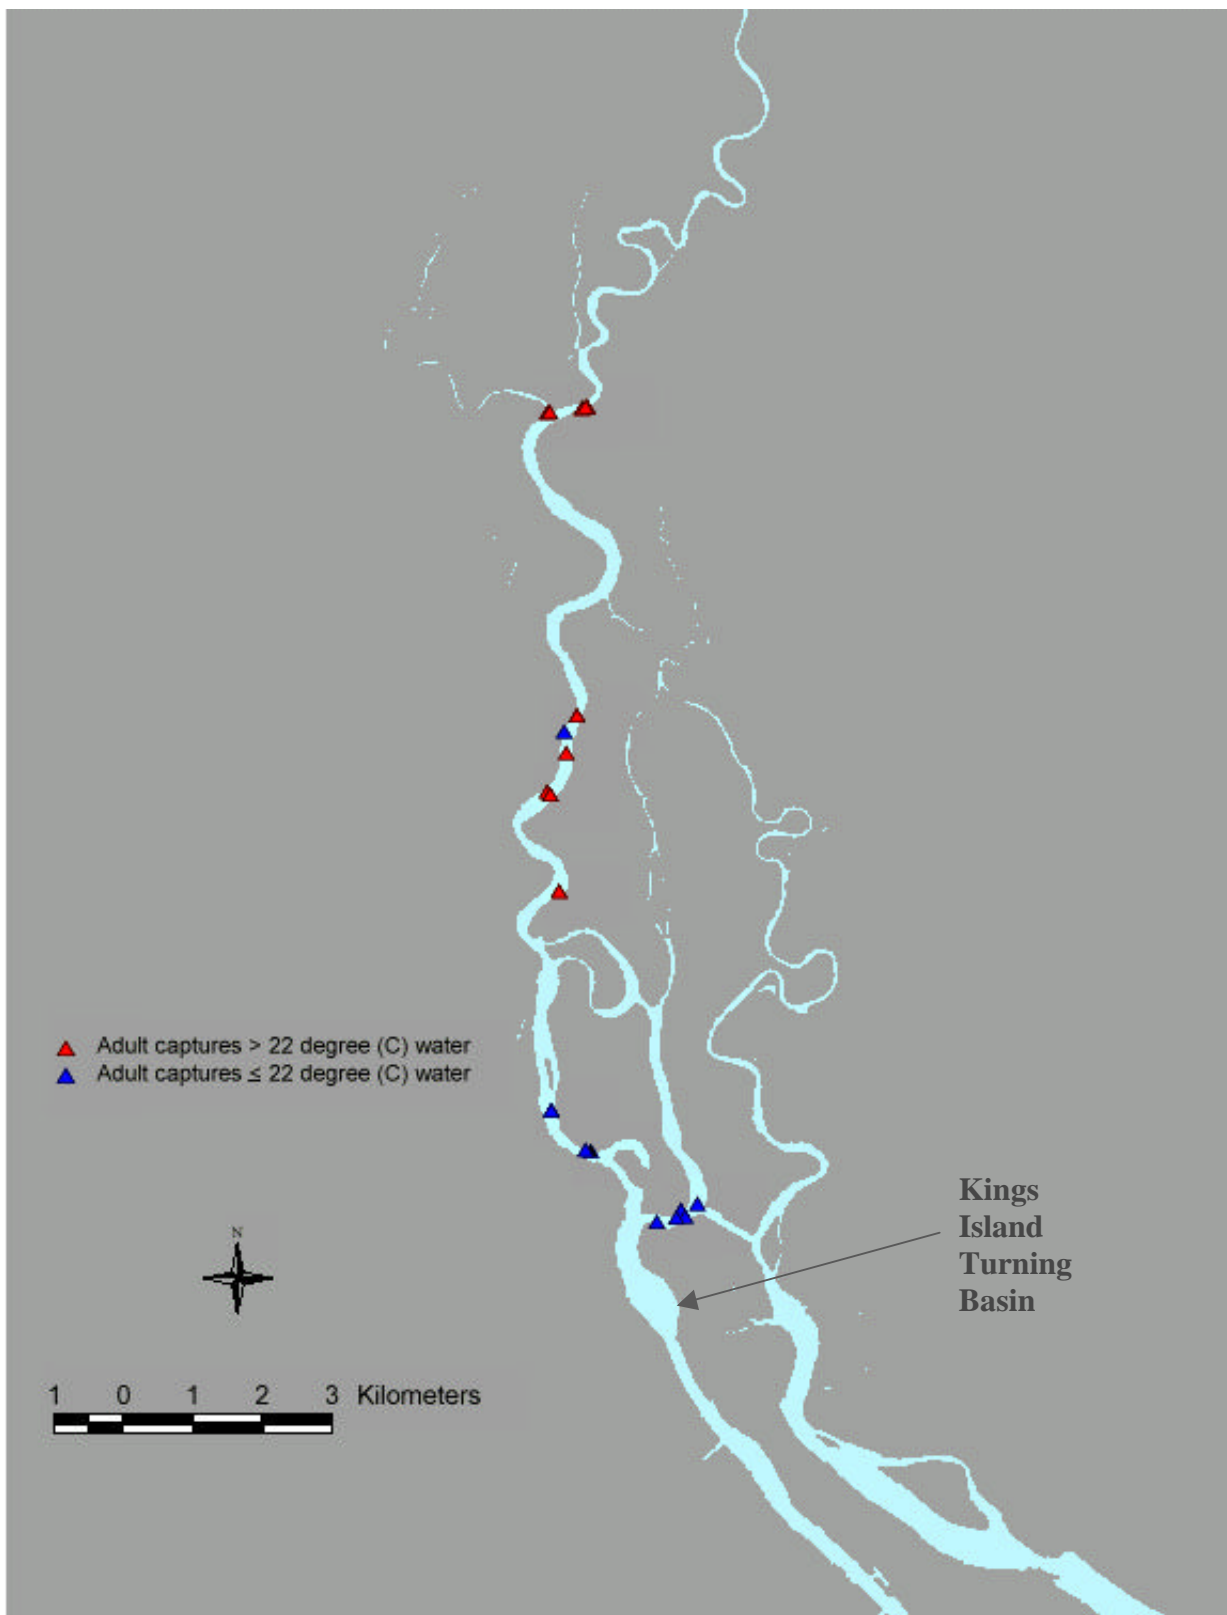 Adult captures > 22 degree (C) water
Adult captures ≤ 22 degree (C) water
Kings
Island
Turning
Basin
N
1 0 1 2 3 Kilometers